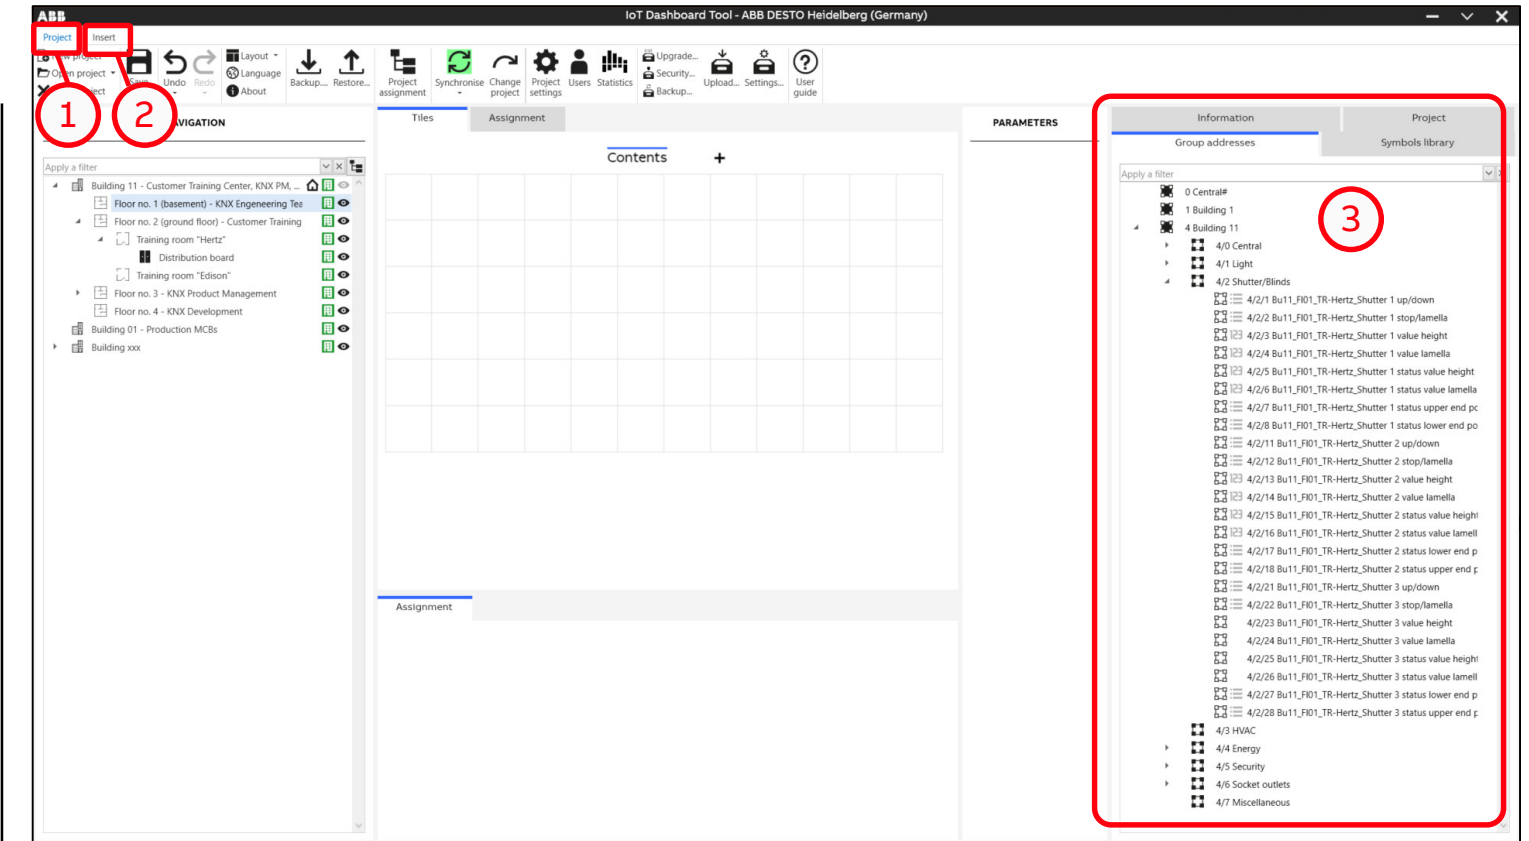 ABB
IoT Dashboard Tool - ABB DESTO Heidelberg (Germany)
Project Insert
New project
Open project
Save
Undo
Redo
Layout
Language
About
Backup...
Restore...
Project assignment
Synchronise
Change project
Project settings
Users
Statistics
Upgrade...
Security...
Backup...
Upload...
Settings...
User guide
1
2
Apply a filter
Building 11 - Customer Training Center, KNX PM, ...
Floor no. 1 (basement) - KNX Engeneering Tea
Floor no. 2 (ground floor) - Customer Training
Training room "Hertz"
Distribution board
Training room "Edison"
Floor no. 3 - KNX Product Management
Floor no. 4 - KNX Development
Building 01 - Production MCBs
Building xxx
Tiles Assignment
Contents +
Assignment
PARAMETERS
Information Project
Group addresses Symbols library
Apply a filter
3
0 Central#
1 Building 1
4 Building 11
4/0 Central
4/1 Light
4/2 Shutter/Blinds
4/2/1 Bu11_Fl01_TR-Hertz_Shutter 1 up/down
4/2/2 Bu11_Fl01_TR-Hertz_Shutter 1 stop/lamella
4/2/3 Bu11_Fl01_TR-Hertz_Shutter 1 value height
4/2/4 Bu11_Fl01_TR-Hertz_Shutter 1 value lamella
4/2/5 Bu11_Fl01_TR-Hertz_Shutter 1 status value height
4/2/6 Bu11_Fl01_TR-Hertz_Shutter 1 status value lamella
4/2/7 Bu11_Fl01_TR-Hertz_Shutter 1 status upper end po
4/2/8 Bu11_Fl01_TR-Hertz_Shutter 1 status lower end po
4/2/11 Bu11_Fl01_TR-Hertz_Shutter 2 up/down
4/2/12 Bu11_Fl01_TR-Hertz_Shutter 2 stop/lamella
4/2/13 Bu11_Fl01_TR-Hertz_Shutter 2 value height
4/2/14 Bu11_Fl01_TR-Hertz_Shutter 2 value lamella
4/2/15 Bu11_Fl01_TR-Hertz_Shutter 2 status value height
4/2/16 Bu11_Fl01_TR-Hertz_Shutter 2 status value lamell
4/2/17 Bu11_Fl01_TR-Hertz_Shutter 2 status lower end p
4/2/18 Bu11_Fl01_TR-Hertz_Shutter 2 status upper end p
4/2/21 Bu11_Fl01_TR-Hertz_Shutter 3 up/down
4/2/22 Bu11_Fl01_TR-Hertz_Shutter 3 stop/lamella
4/2/23 Bu11_Fl01_TR-Hertz_Shutter 3 value height
4/2/24 Bu11_Fl01_TR-Hertz_Shutter 3 value lamella
4/2/25 Bu11_Fl01_TR-Hertz_Shutter 3 status value height
4/2/26 Bu11_Fl01_TR-Hertz_Shutter 3 status value lamell
4/2/27 Bu11_Fl01_TR-Hertz_Shutter 3 status lower end p
4/2/28 Bu11_Fl01_TR-Hertz_Shutter 3 status upper end p
4/3 HVAC
4/4 Energy
4/5 Security
4/6 Socket outlets
4/7 Miscellaneous